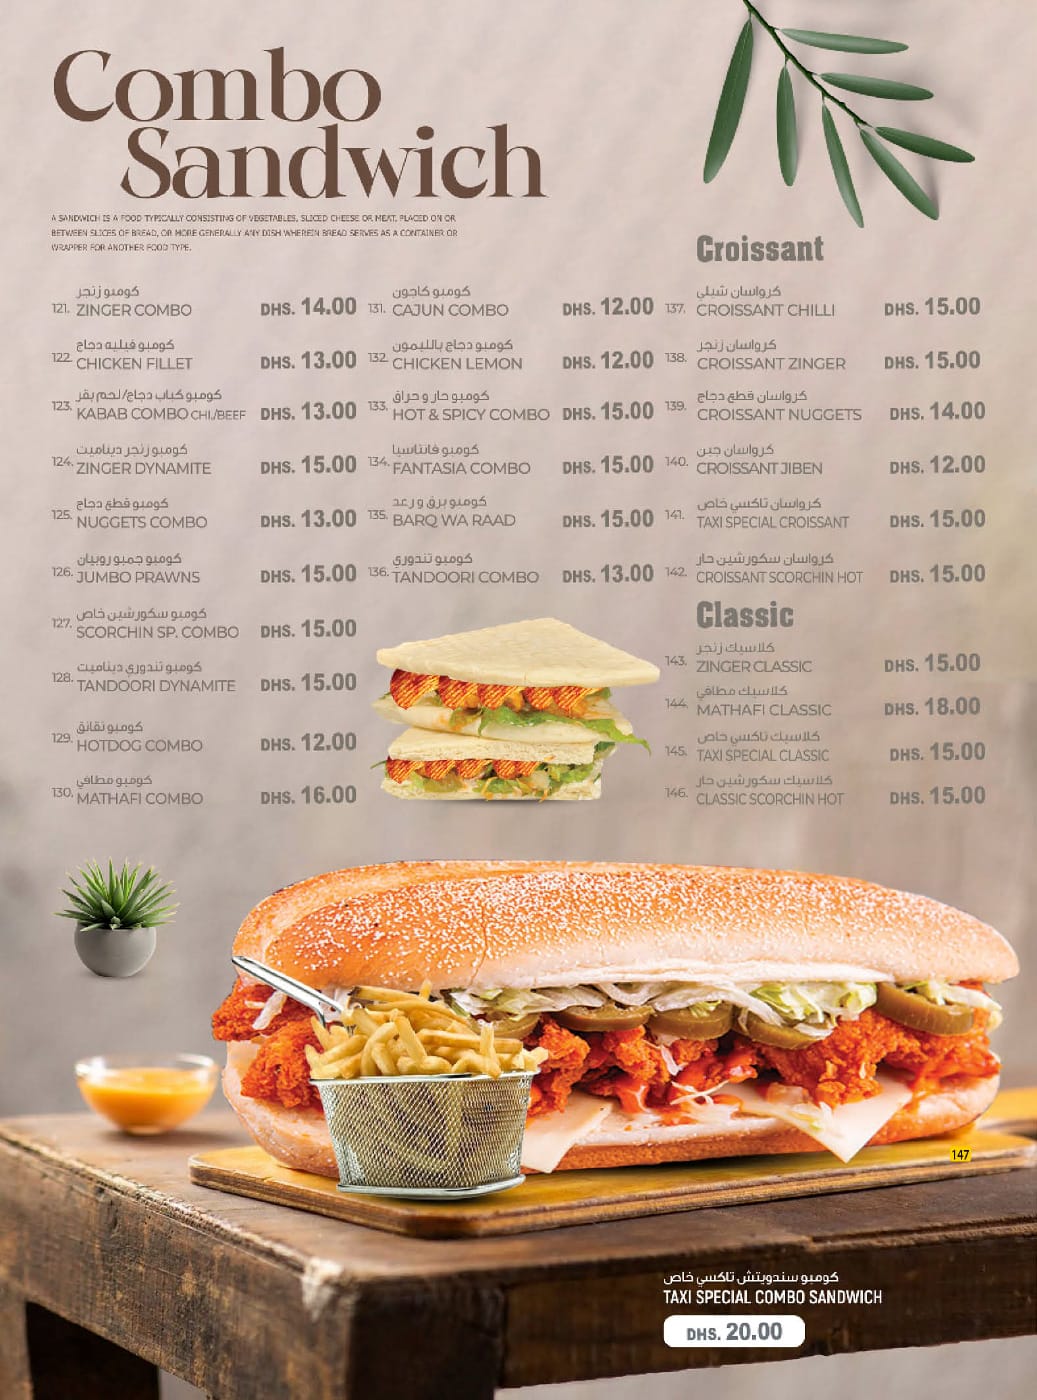 Combo
Sandwich
A SANDWICH IS A FOOD TYPICALLY CONSISTING OF VEGETABLES, SLICED CHEESE OR MEAT, PLACED ON OR
BETWEEN SLICES OF BREAD, OR MORE GENERALLY ANY DISH WHEREIN BREAD SERVES AS A CONTAINER OR
WRAPPER FOR ANOTHER FOOD TYPE.
كومبو زنجر
121. ZINGER COMBO DHS. 14.00
كومبو فيليه دجاج
122. CHICKEN FILLET DHS. 13.00
كومبو كباب دجاج/لحم بقر
123. KABAB COMBO CHI./BEEF DHS. 13.00
كومبو زنجر ديناميت
124. ZINGER DYNAMITE DHS. 15.00
كومبو قطع دجاج
125. NUGGETS COMBO DHS. 13.00
كومبو جمبو روبيان
126. JUMBO PRAWNS DHS. 15.00
كومبو سكورشين خاص
127. SCORCHIN SP. COMBO DHS. 15.00
كومبو تندوري ديناميت
128. TANDOORI DYNAMITE DHS. 15.00
كومبو نقانق
129. HOTDOG COMBO DHS. 12.00
كومبو مطافي
130. MATHAFI COMBO DHS. 16.00
كومبو كاجون
131. CAJUN COMBO DHS. 12.00
كومبو دجاج بالليمون
132. CHICKEN LEMON DHS. 12.00
كومبو حار و حراق
133. HOT & SPICY COMBO DHS. 15.00
كومبو فانتاسيا
134. FANTASIA COMBO DHS. 15.00
كومبو برق و رعد
135. BARQ WA RAAD DHS. 15.00
كومبو تندوري
136. TANDOORI COMBO DHS. 13.00
Croissant
كرواسان شيلي
137. CROISSANT CHILLI DHS. 15.00
كرواسان زنجر
138. CROISSANT ZINGER DHS. 15.00
كرواسان قطع دجاج
139. CROISSANT NUGGETS DHS. 14.00
كرواسان جبن
140. CROISSANT JIBEN DHS. 12.00
كرواسان تاكسي خاص
141. TAXI SPECIAL CROISSANT DHS. 15.00
كرواسان سكورشين حار
142. CROISSANT SCORCHIN HOT DHS. 15.00
Classic
كلاسيك زنجر
143. ZINGER CLASSIC DHS. 15.00
كلاسيك مطافي
144. MATHAFI CLASSIC DHS. 18.00
كلاسيك تاكسي خاص
145. TAXI SPECIAL CLASSIC DHS. 15.00
كلاسيك سكورشين حار
146. CLASSIC SCORCHIN HOT DHS. 15.00
147
كومبو سندويتش تاكسي خاص
TAXI SPECIAL COMBO SANDWICH
DHS. 20.00